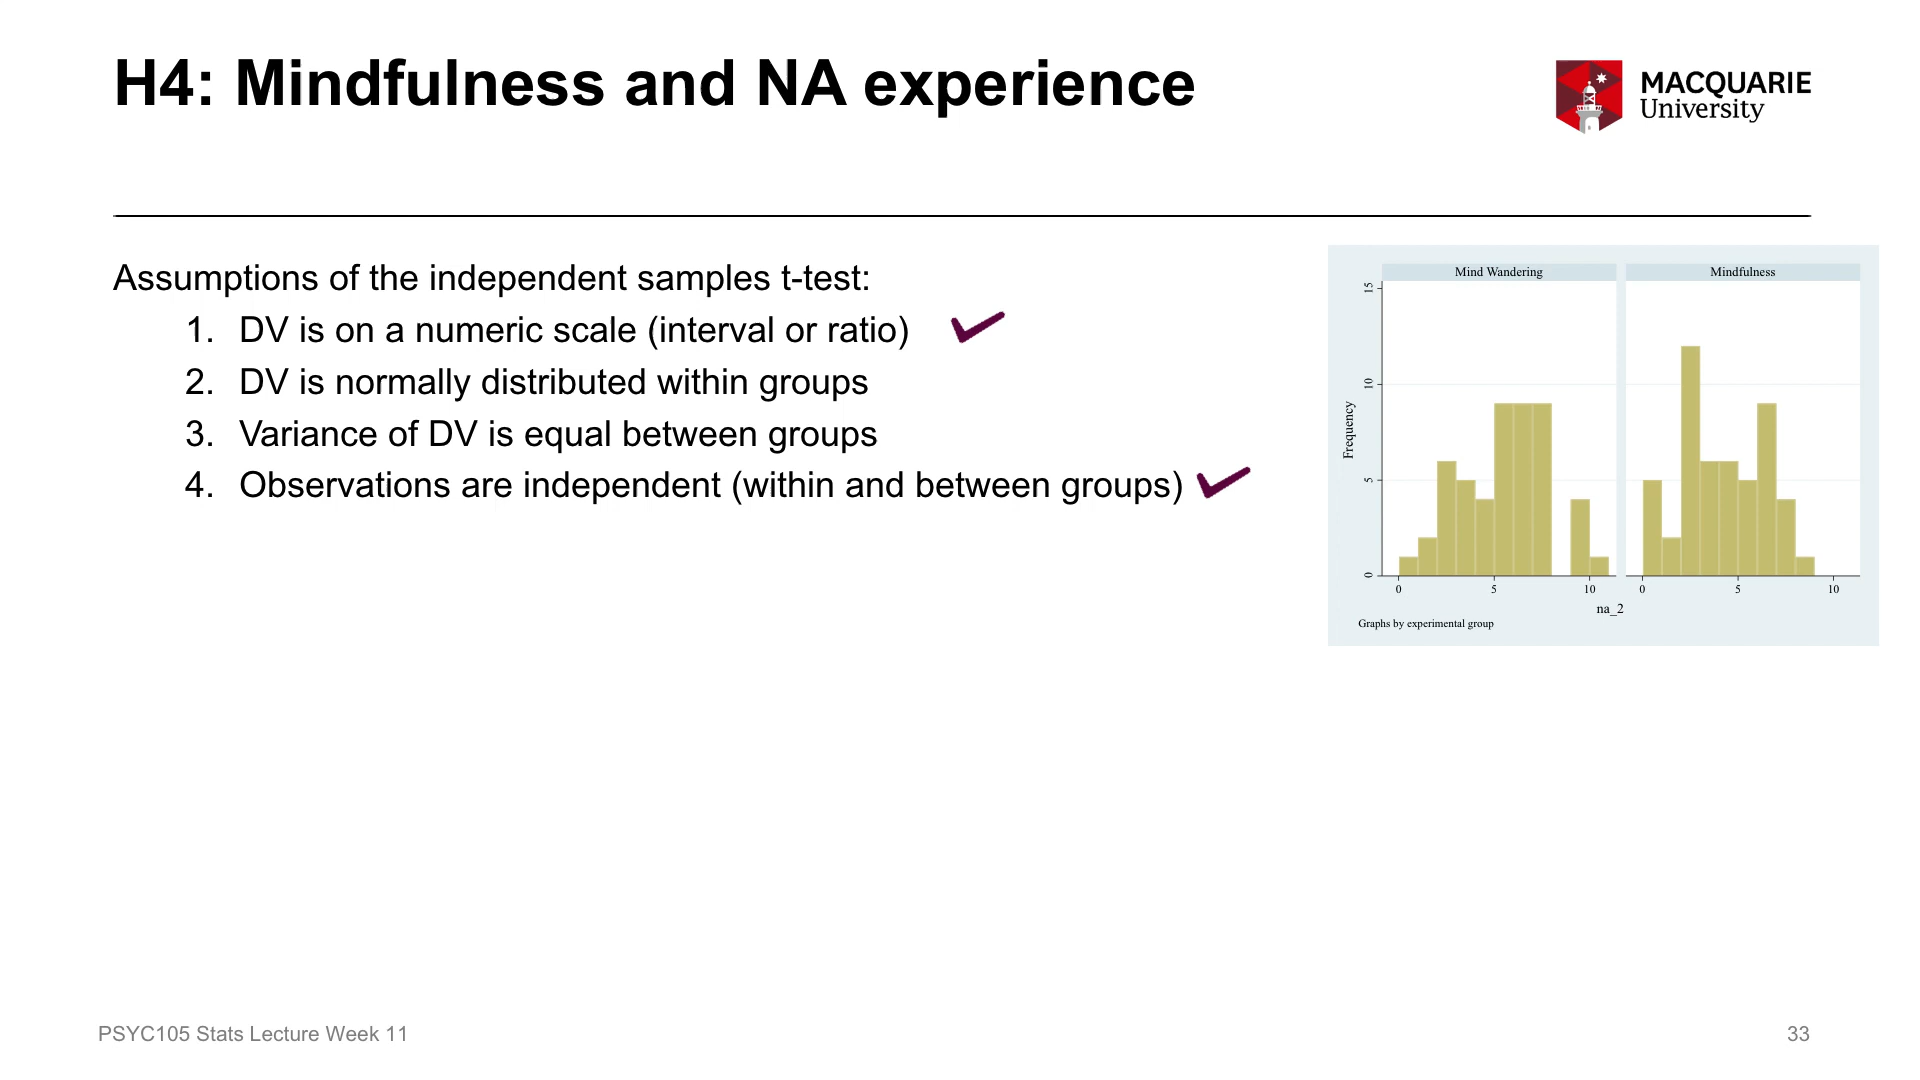 H4: Mindfulness and NA experience
MACQUARIE
University
Assumptions of the independent samples t-test:
1. DV is on a numeric scale (interval or ratio)
2. DV is normally distributed within groups
3. Variance of DV is equal between groups
4. Observations are independent (within and between groups)
Mind Wandering
Mindfulness
Frequency
15
10
5
0
0 5 10
0 5 10
na_2
Graphs by experimental group
PSYC105 Stats Lecture Week 11
33